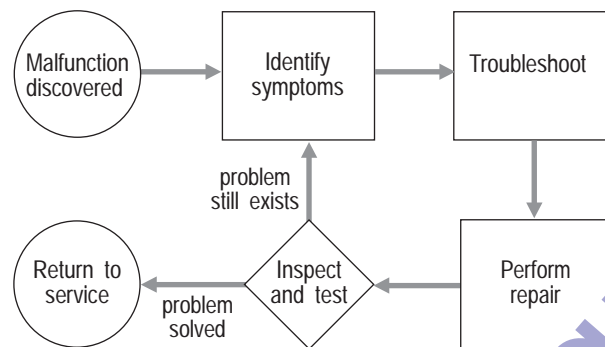 Malfunction
discovered
Identify
symptoms
Troubleshoot
problem
still exists
Return to
service
problem
solved
Inspect
and test
Perform
repair